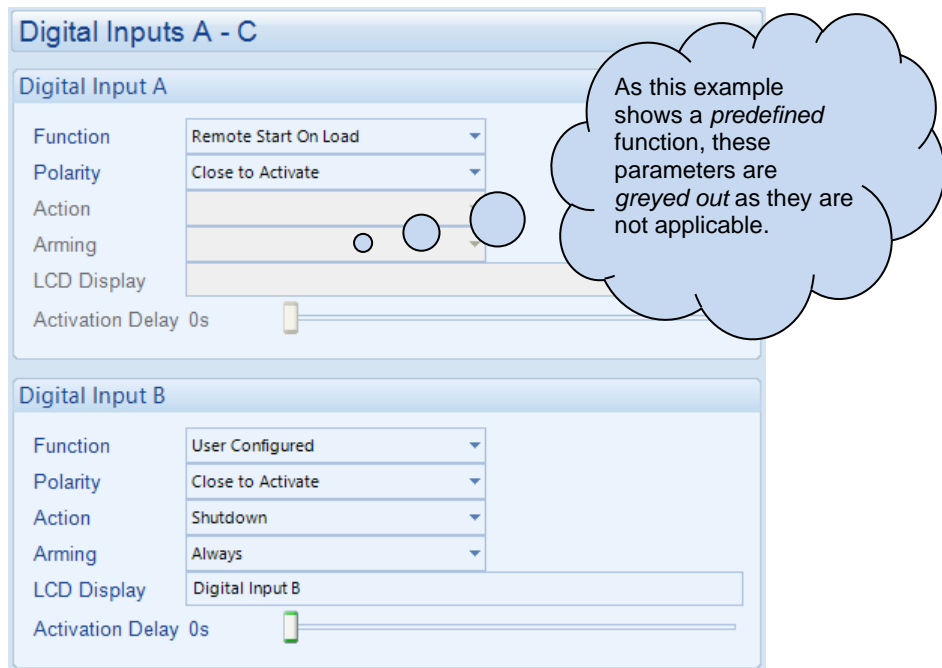 Digital Inputs A - C
Digital Input A
Function Remote Start On Load
Polarity Close to Activate
Action
Arming
LCD Display
Activation Delay 0s
As this example
shows a predefined
function, these
parameters are
greyed out as they are
not applicable.
Digital Input B
Function User Configured
Polarity Close to Activate
Action Shutdown
Arming Always
LCD Display Digital Input B
Activation Delay 0s